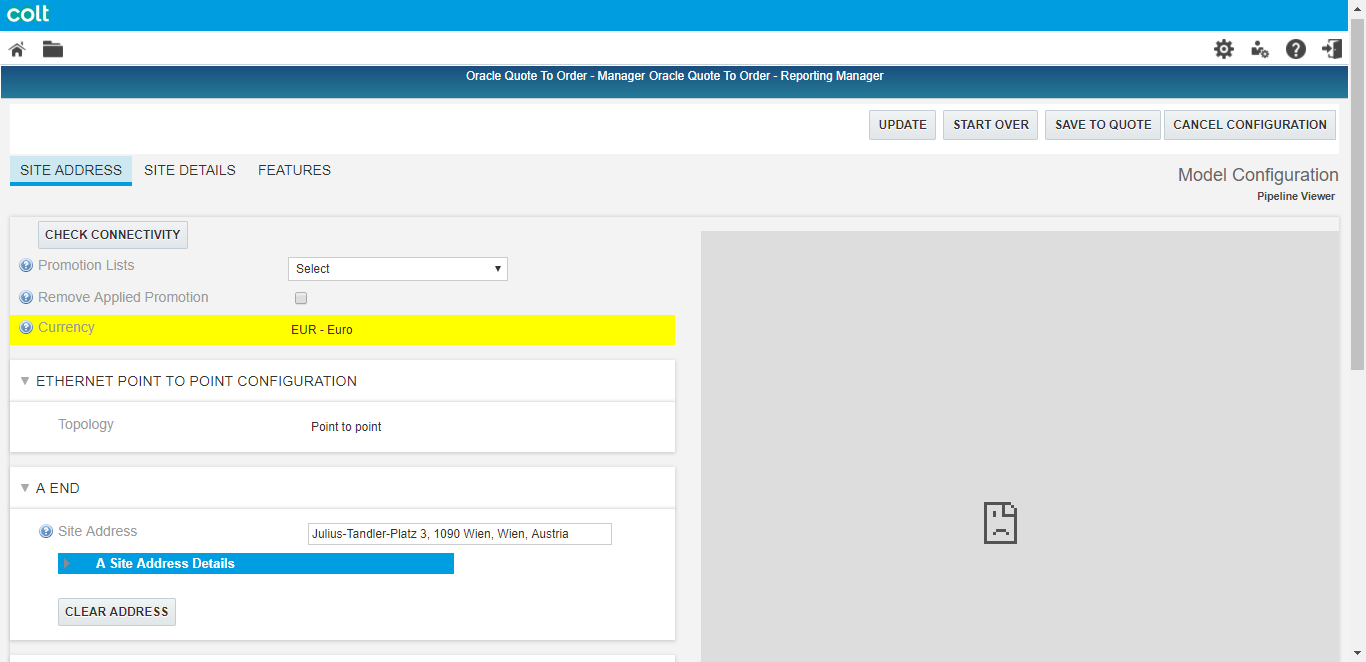 colt
Oracle Quote To Order - Manager Oracle Quote To Order - Reporting Manager
UPDATE START OVER SAVE TO QUOTE CANCEL CONFIGURATION
SITE ADDRESS SITE DETAILS FEATURES
Model Configuration
Pipeline Viewer
CHECK CONNECTIVITY
Promotion Lists Select
Remove Applied Promotion
Currency EUR - Euro
ETHERNET POINT TO POINT CONFIGURATION
Topology Point to point
A END
Site Address Julius-Tandler-Platz 3, 1090 Wien, Wien, Austria
A Site Address Details
CLEAR ADDRESS